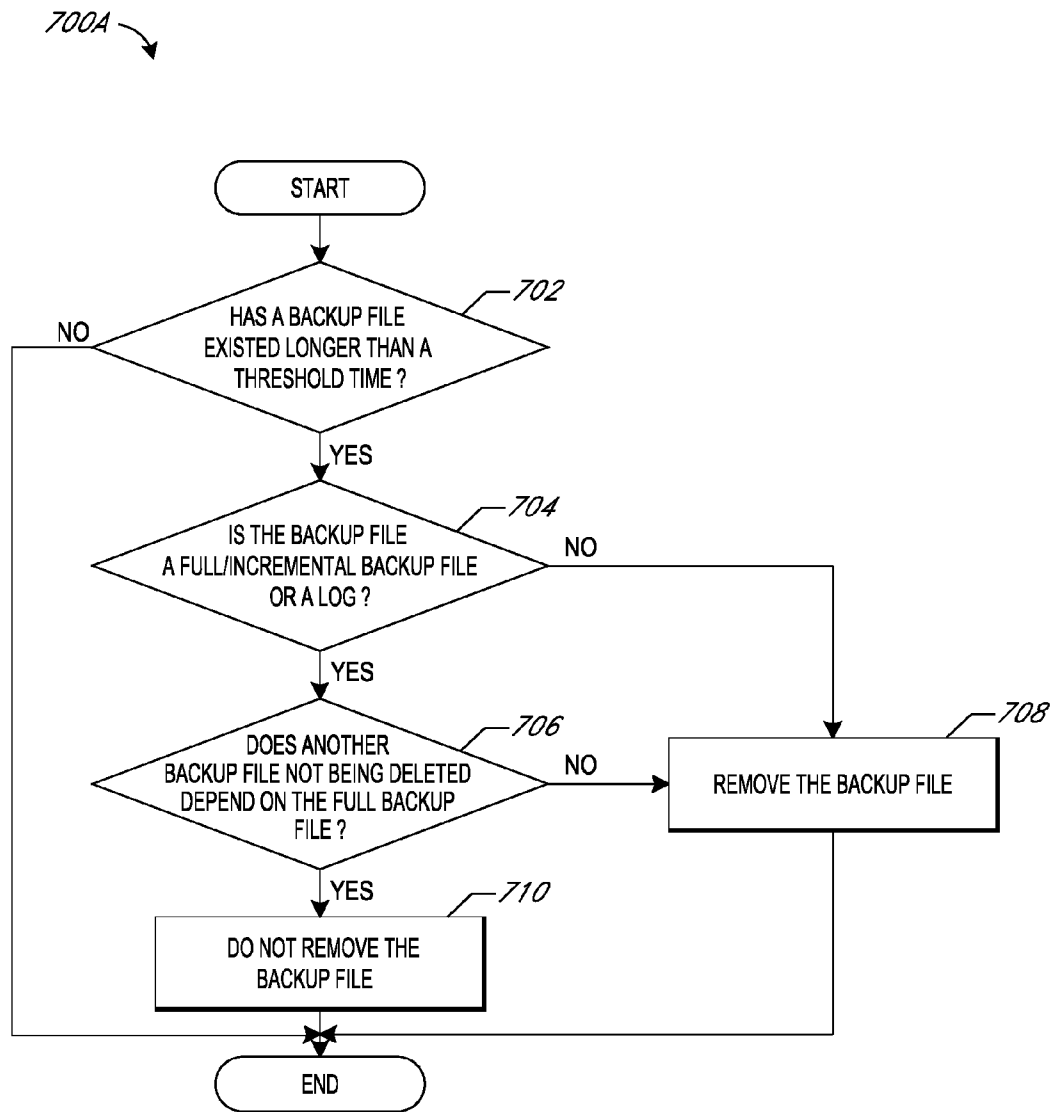 700A
START
702
NO
HAS A BACKUP FILE
EXISTED LONGER THAN A
THRESHOLD TIME ?
YES
704
IS THE BACKUP FILE
A FULL/INCREMENTAL BACKUP FILE
OR A LOG ?
NO
YES
706
DOES ANOTHER
BACKUP FILE NOT BEING DELETED
DEPEND ON THE FULL BACKUP
FILE ?
NO
708
REMOVE THE BACKUP FILE
YES
710
DO NOT REMOVE THE
BACKUP FILE
END